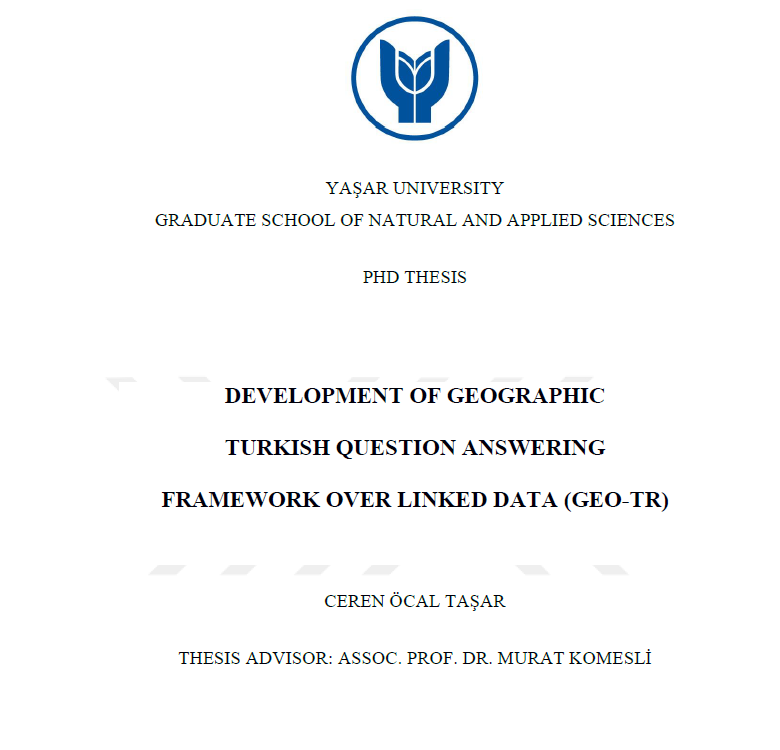 YAŞAR UNIVERSITY
GRADUATE SCHOOL OF NATURAL AND APPLIED SCIENCES
PHD THESIS
DEVELOPMENT OF GEOGRAPHIC
TURKISH QUESTION ANSWERING
FRAMEWORK OVER LINKED DATA (GEO-TR)
CEREN ÖCAL TAŞAR
THESIS ADVISOR: ASSOC. PROF. DR. MURAT KOMESLİ